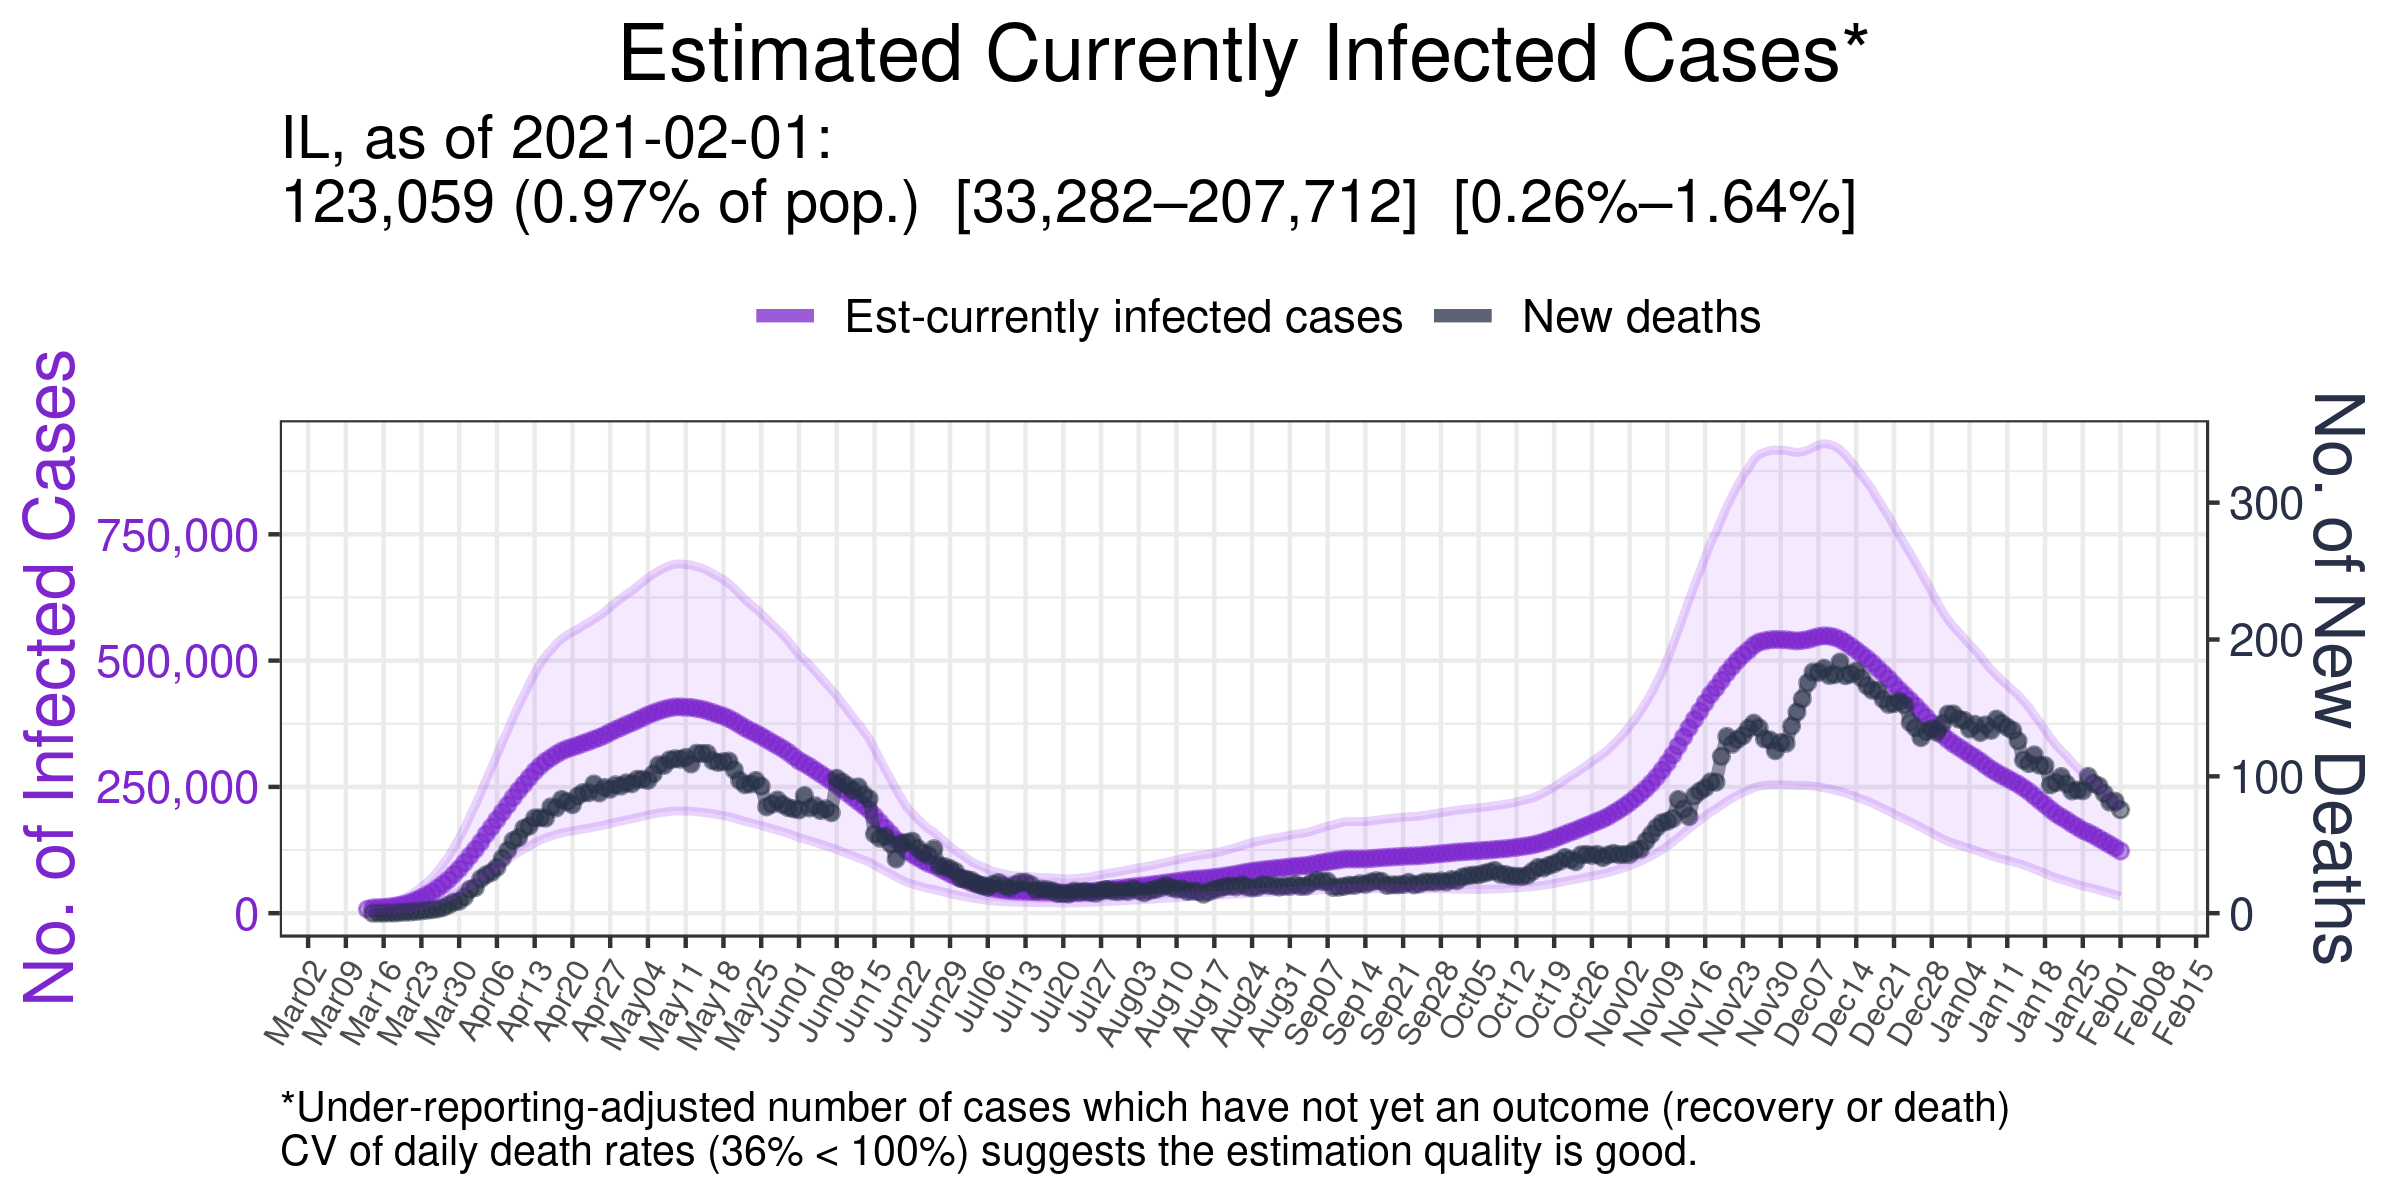 Estimated Currently Infected Cases*
IL, as of 2021-02-01:
123,059 (0.97% of pop.)  [33,282–207,712]  [0.26%–1.64%]
Est-currently infected cases
New deaths
No. of Infected Cases
750,000
500,000
250,000
0
300
200
100
0
No. of New Deaths
Mar02
Mar09
Mar16
Mar23
Mar30
Apr06
Apr13
Apr20
Apr27
May04
May11
May18
May25
Jun01
Jun08
Jun15
Jun22
Jun29
Jul06
Jul13
Jul20
Jul27
Aug03
Aug10
Aug17
Aug24
Aug31
Sep07
Sep14
Sep21
Sep28
Oct05
Oct12
Oct19
Oct26
Nov02
Nov09
Nov16
Nov23
Nov30
Dec07
Dec14
Dec21
Dec28
Jan04
Jan11
Jan18
Jan25
Feb01
Feb08
Feb15
*Under-reporting-adjusted number of cases which have not yet an outcome (recovery or death)
CV of daily death rates (36% < 100%) suggests the estimation quality is good.